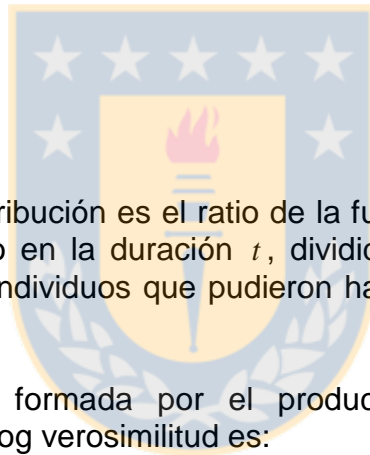 ribución es el ratio de la fu
o en la duración t, dividic
ndividuos que pudieron ha
formada por el produc
og verosimilitud es: